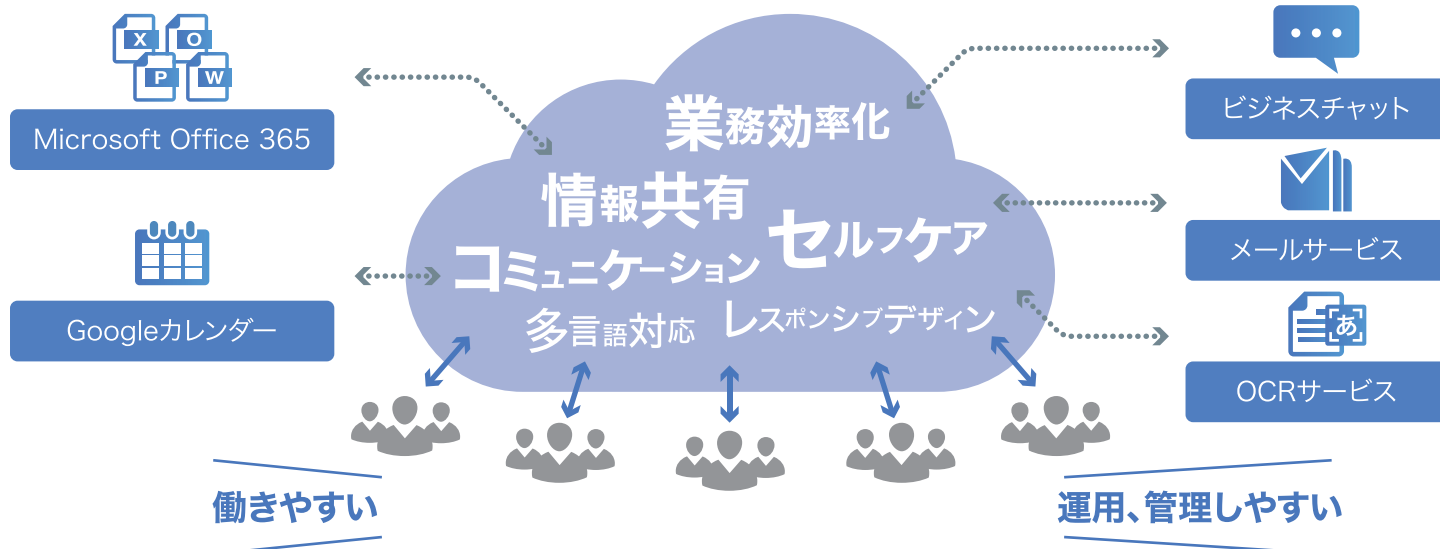 X
O
P
W
Microsoft Office 365
Googleカレンダー
業務効率化
情報共有
セルフケア
コミュニケーション
多言語対応
レスポンシブデザイン
ビジネスチャット
メールサービス
あ
OCRサービス
働きやすい
運用、管理しやすい